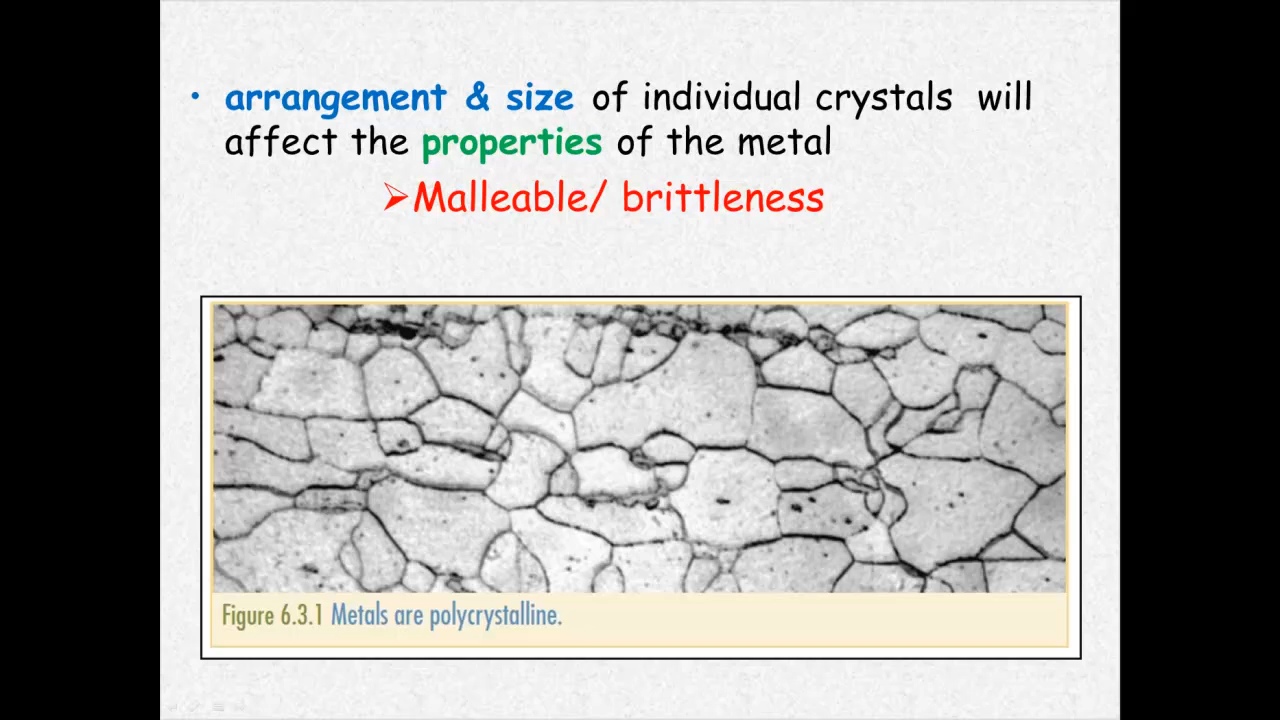 • arrangement & size of individual crystals will
affect the properties of the metal
➢Malleable/ brittleness
Figure 6.3.1 Metals are polycrystalline.